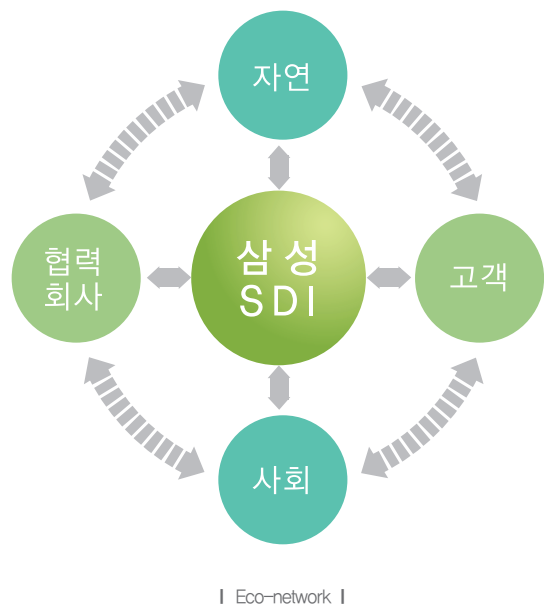 자연
협력
회사
삼성
SDI
고객
사회
| Eco-network |